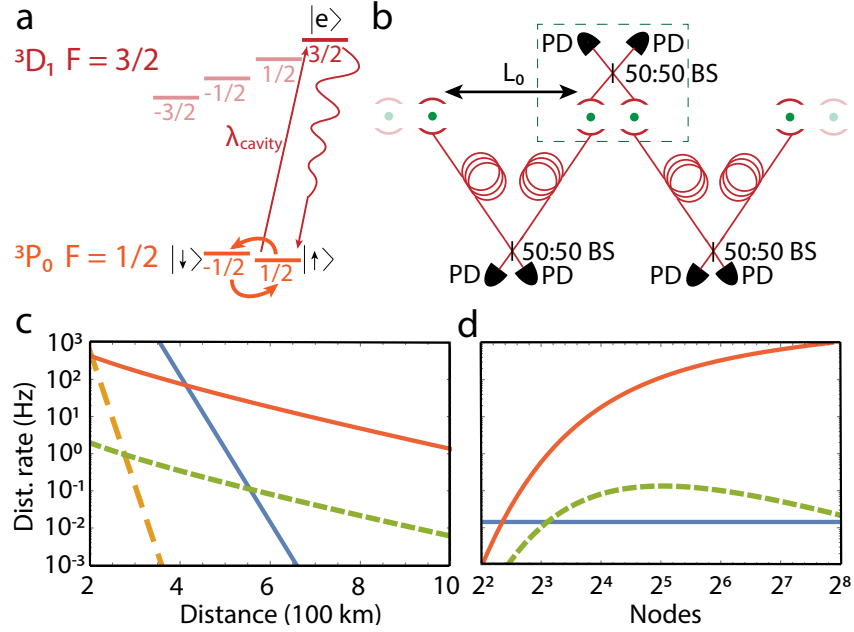 a
|e>
³D₁ F = 3/2
3/2
1/2
-1/2
-3/2
λcavity
³P₀ F = 1/2
|↓>
-1/2
1/2
|↑>
b
PD
PD
50:50 BS
L₀
50:50 BS
PD
PD
50:50 BS
PD
PD
c
Dist. rate (Hz)
10³
10²
10⁰
10⁻¹
10⁻²
10⁻³
2
4
6
8
10
Distance (100 km)
d
2²
2³
2⁴
2⁵
2⁶
2⁷
2⁸
Nodes